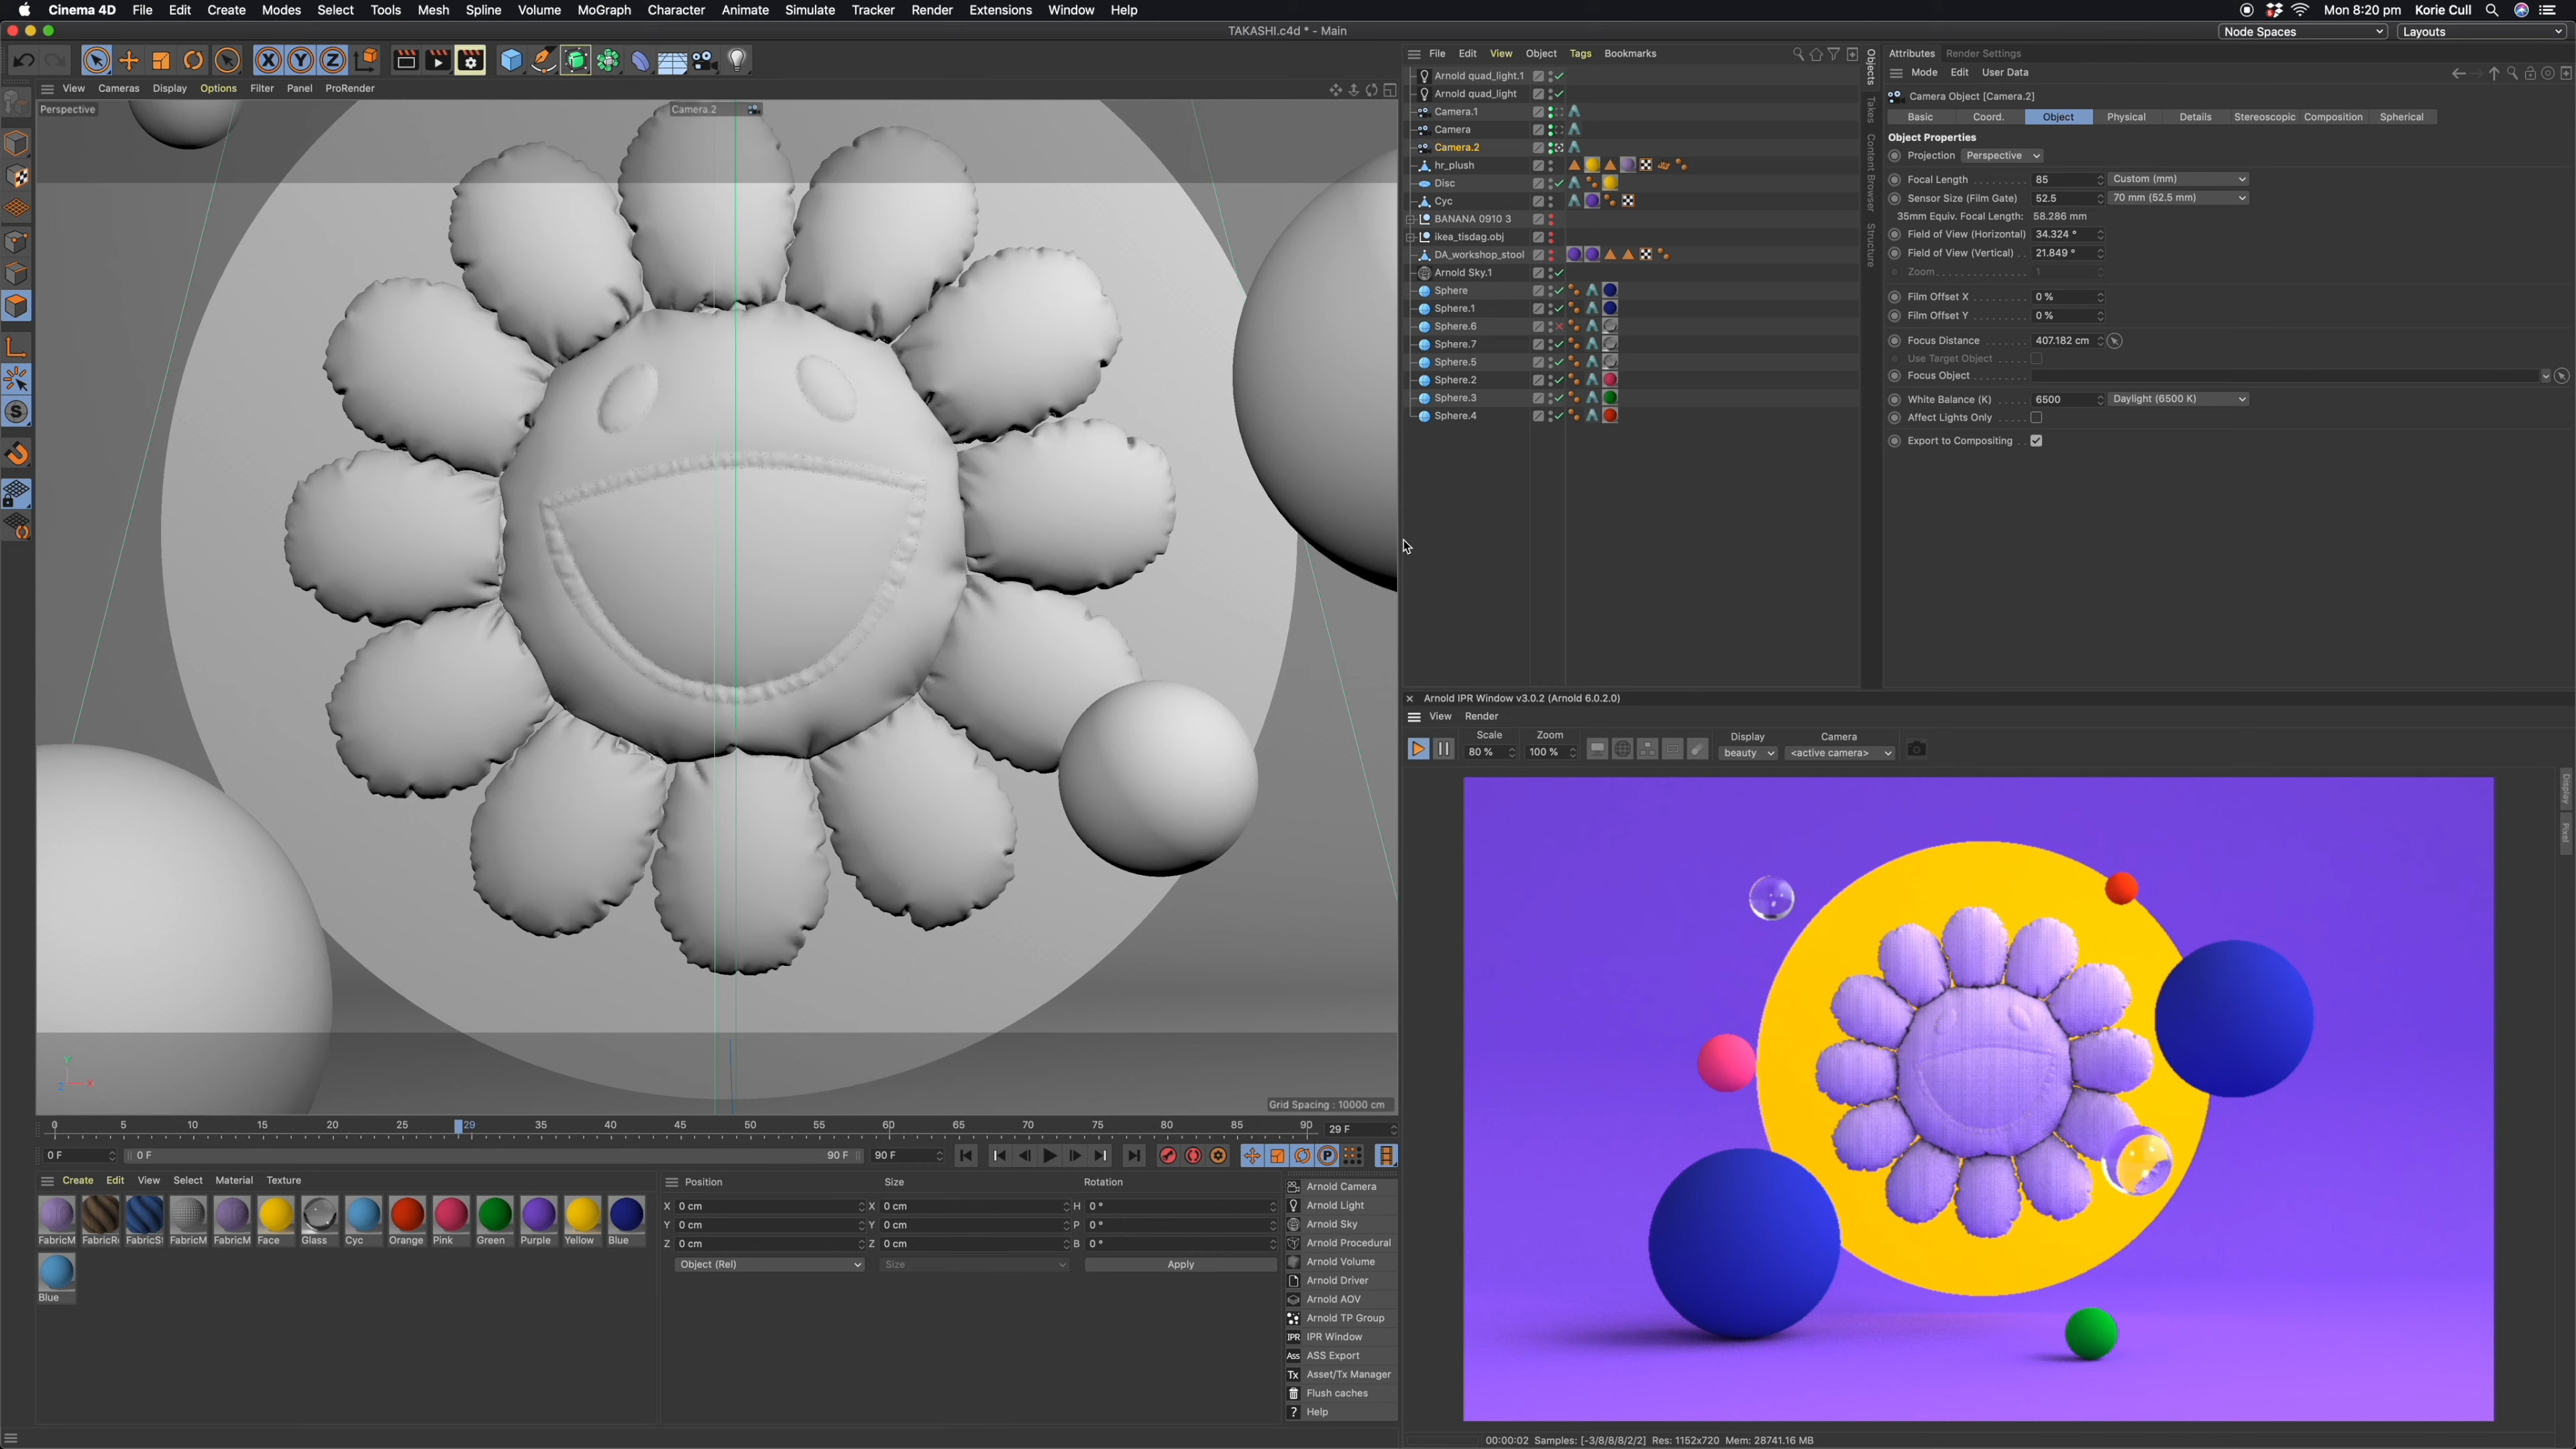 Cinema 4D File Edit Create Modes Select Tools Mesh Spline Volume MoGraph Character Animate Simulate Tracker Render Extensions Window Help Mon 8:20 pm Korie Cull
TAKASHI.c4d * - Main
Node Spaces Layouts
View Cameras Display Options Filter Panel ProRender
Perspective
Camera.2
Grid Spacing : 10000 cm
Y
X
Z
0 5 10 15 20 25 29 35 40 45 50 55 60 65 70 75 80 85 90 29 F
0 F 0 F 90 F 90 F
Create Edit View Select Material Texture
FabricM FabricRe FabricSt FabricM FabricM Face Glass Cyc Orange Pink Green Purple Yellow Blue
Blue
Position Size Rotation
X 0 cm X 0 cm H 0 °
Y 0 cm Y 0 cm P 0 °
Z 0 cm Z 0 cm B 0 °
Object (Rel) Size Apply
Arnold Camera
Arnold Light
Arnold Sky
Arnold Procedural
Arnold Volume
Arnold Driver
Arnold AOV
Arnold TP Group
IPR IPR Window
Ass ASS Export
Tx Asset/Tx Manager
Flush caches
? Help
File Edit View Object Tags Bookmarks
Arnold quad_light.1
Arnold quad_light
Camera.1
Camera
Camera.2
hr_plush
Disc
Cyc
BANANA 0910 3
ikea_tisdag.obj
DA_workshop_stool
Arnold Sky.1
Sphere
Sphere.1
Sphere.6
Sphere.7
Sphere.5
Sphere.2
Sphere.3
Sphere.4
Objects
Takes
Content Browser
Structure
Attributes Render Settings
Mode Edit User Data
Camera Object [Camera.2]
Basic Coord. Object Physical Details Stereoscopic Composition Spherical
Object Properties
Projection Perspective
Focal Length 85 Custom (mm)
Sensor Size (Film Gate) 52.5 70 mm (52.5 mm)
35mm Equiv. Focal Length: 58.286 mm
Field of View (Horizontal) 34.324 °
Field of View (Vertical) 21.849 °
Zoom 1
Film Offset X 0 %
Film Offset Y 0 %
Focus Distance 407.182 cm
Use Target Object
Focus Object
White Balance (K) 6500 Daylight (6500 K)
Affect Lights Only
Export to Compositing
Arnold IPR Window v3.0.2 (Arnold 6.0.2.0)
View Render
Scale Zoom Display Camera
80 % 100 % beauty <active camera>
Display
Pixel
00:00:02 Samples: [-3/8/8/8/2/2] Res: 1152x720 Mem: 28741.16 MB